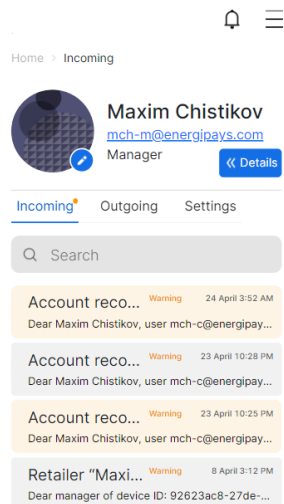 Home > Incoming
Maxim Chistikov
mch-m@energipays.com
Manager
« Details
Incoming Outgoing Settings
Search
Account reco... Warning 24 April 3:52 AM
Dear Maxim Chistikov, user mch-c@energipay...
Account reco... Warning 23 April 10:28 PM
Dear Maxim Chistikov, user mch-c@energipay...
Account reco... Warning 23 April 10:25 PM
Dear Maxim Chistikov, user mch-c@energipay...
Retailer “Maxi... Warning 8 April 3:12 PM
Dear manager of device ID: 92623ac8-27de-...